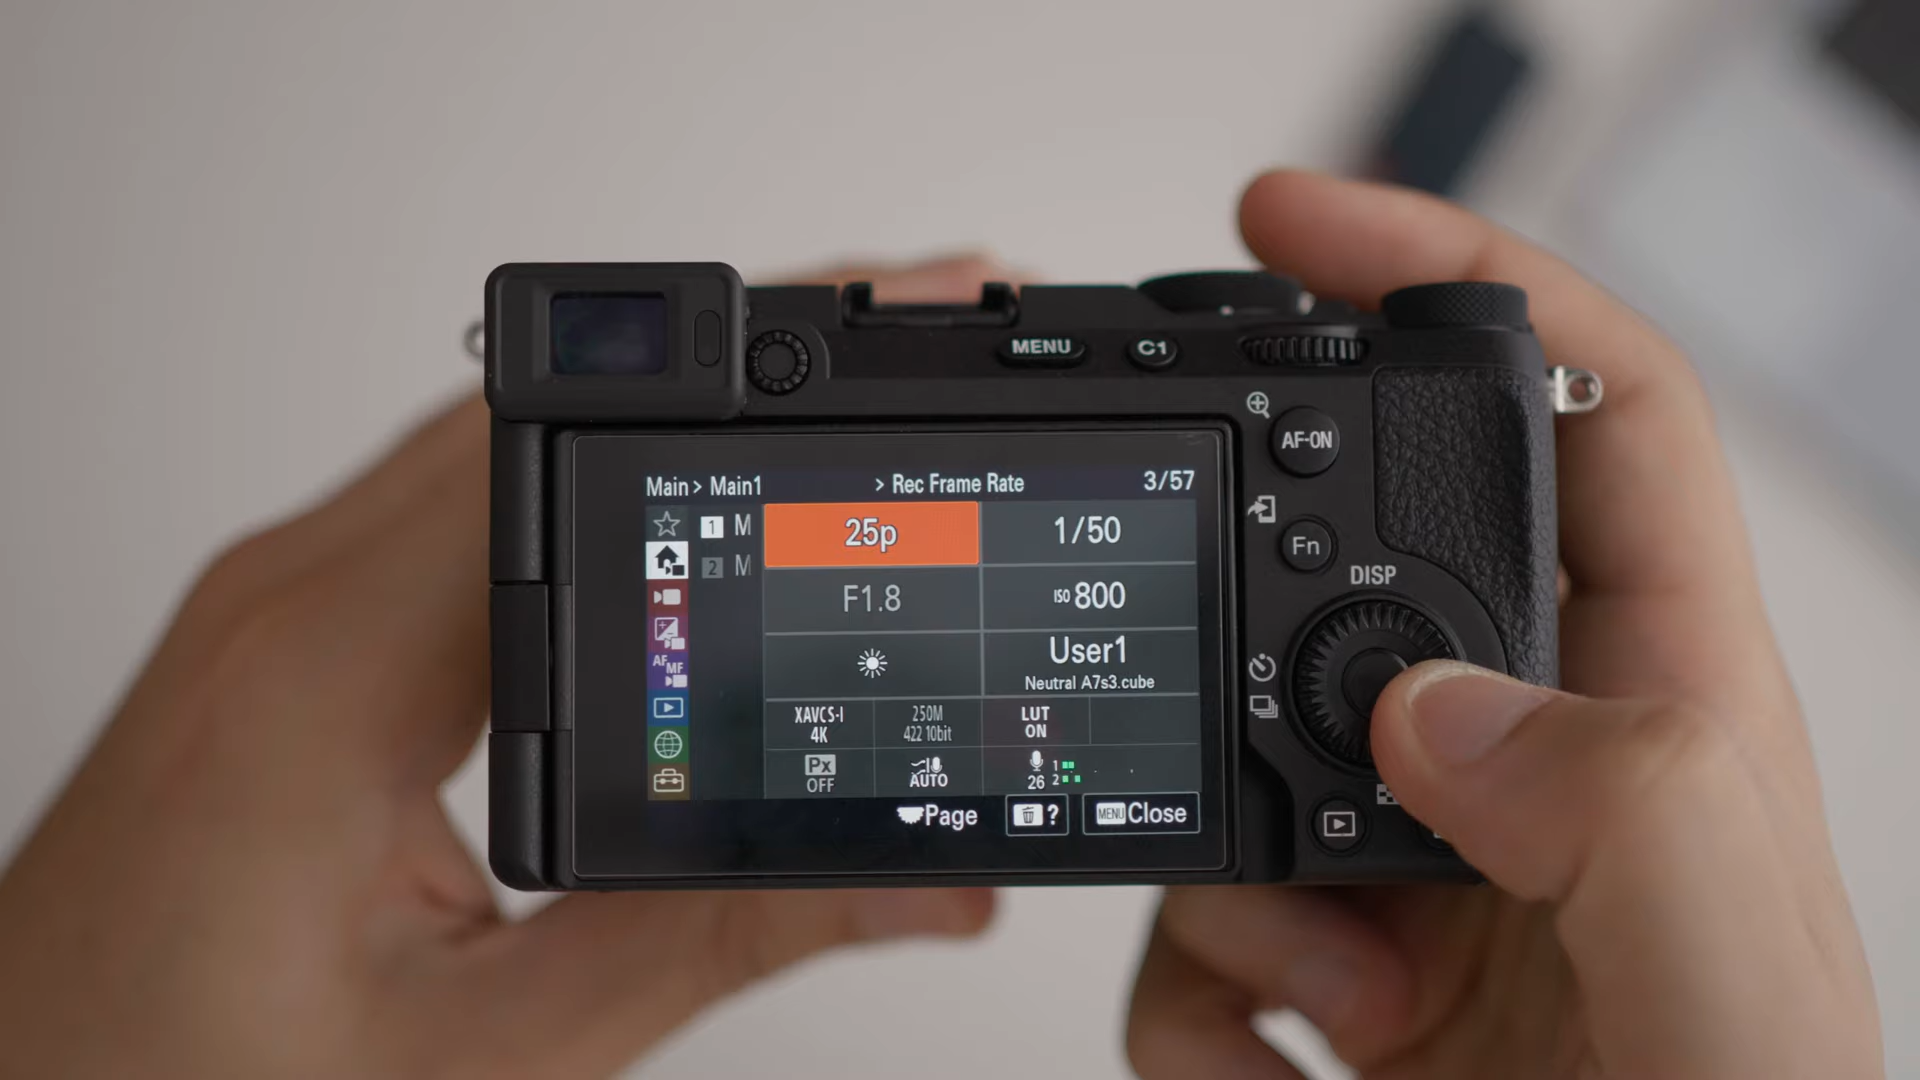 MENU
C1
AF-ON
Fn
DISP
Main> Main1 > Rec Frame Rate 3/57
1 M
2 M
25p 1/50
F1.8 ISO 800
User1
Neutral A7s3.cube
AF MF
XAVC S-I
4K
250M
422 10bit
LUT
ON
Px
OFF
AUTO
26 1 2
Page ? MENU Close